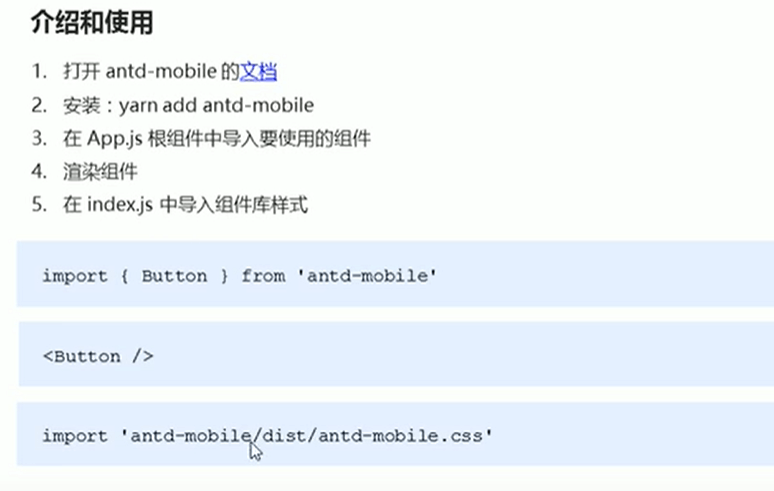 介绍和使用
1. 打开 antd-mobile 的文档
2. 安装：yarn add antd-mobile
3. 在 App.js 根组件中导入要使用的组件
4. 渲染组件
5. 在 index.js 中导入组件库样式
import { Button } from 'antd-mobile'
<Button />
import 'antd-mobile/dist/antd-mobile.css'